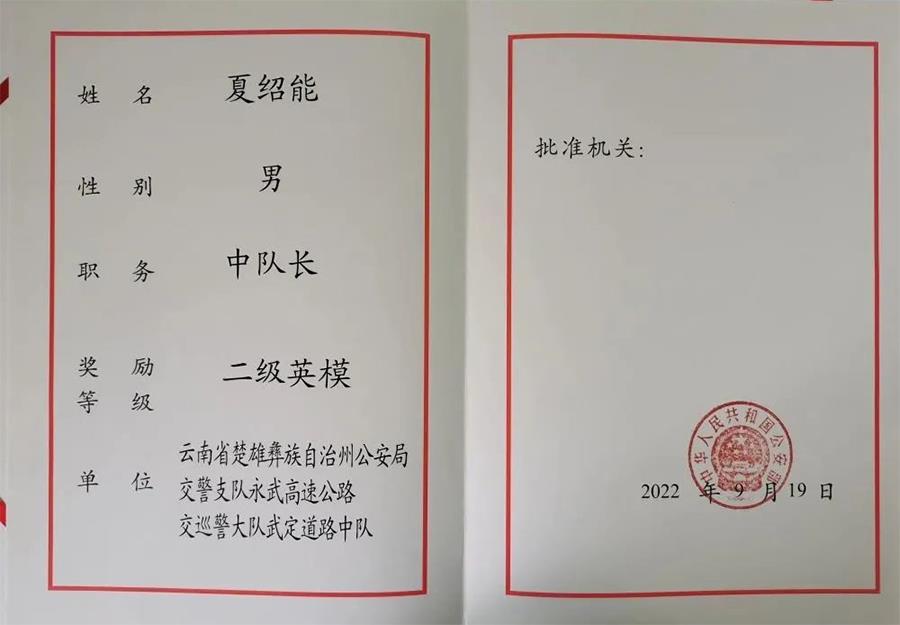 姓 名 夏绍能
性 别 男
职 务 中队长
奖 励
等 级 二级英模
单 位 云南省楚雄彝族自治州公安局
交警支队永武高速公路
交巡警大队武定道路中队
批准机关：
中华人民共和国公安部
2022 年 9 月 19 日